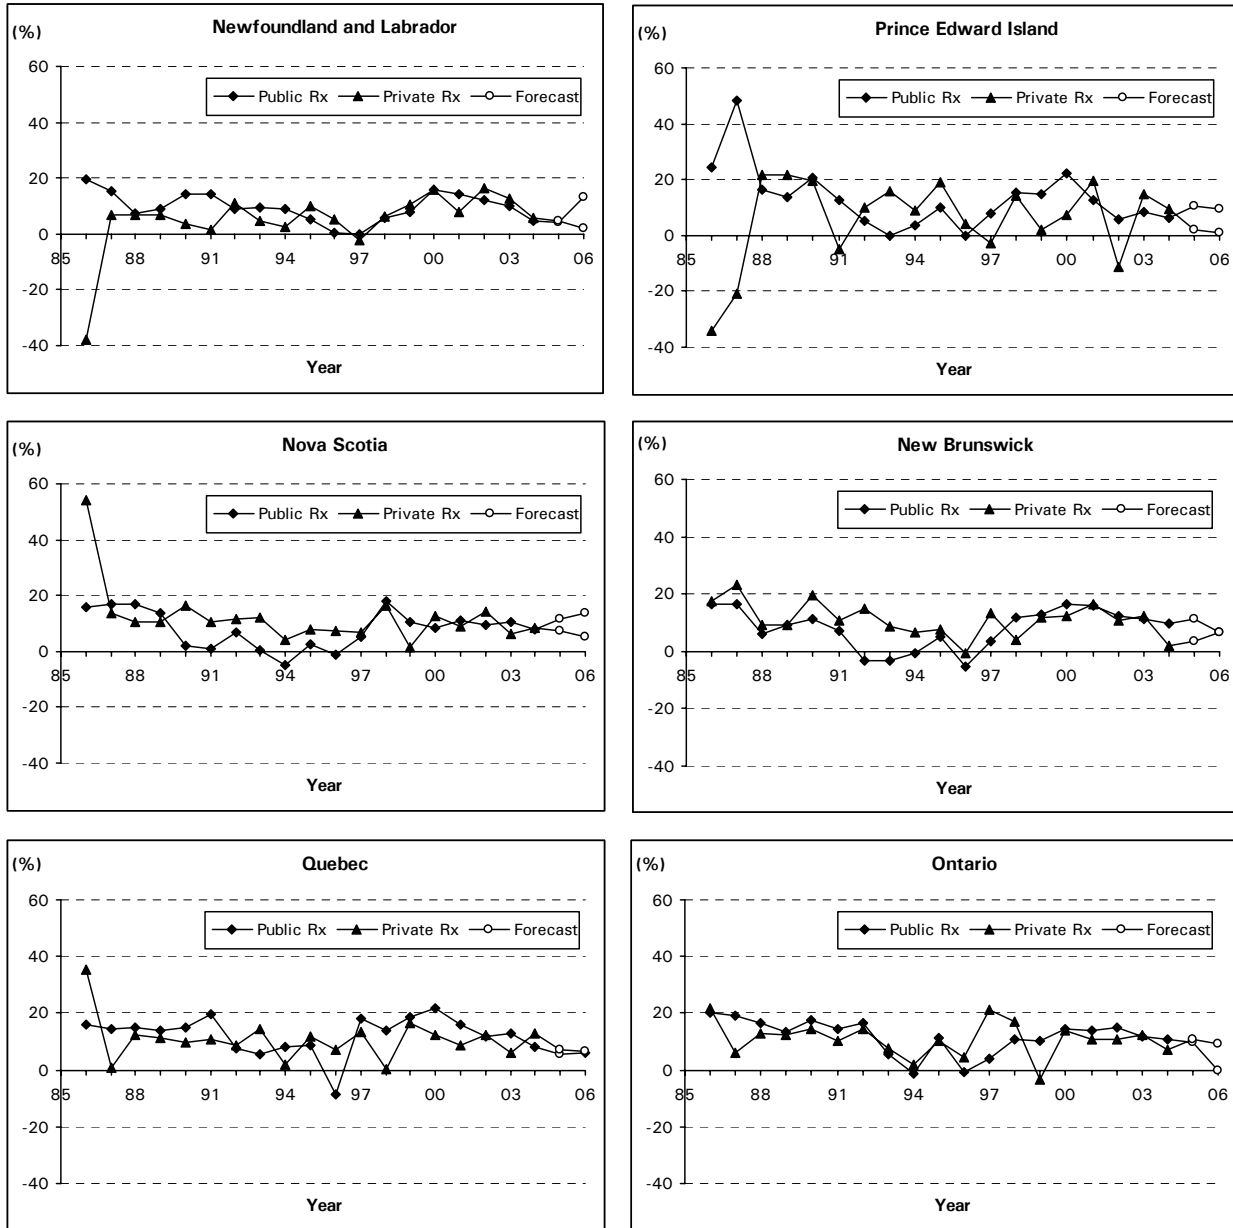 Newfoundland and Labrador
(%)
60
Public Rx Private Rx Forecast
40
20
0
85 88 91 94 97 00 03 06
-20
-40
Year
Prince Edward Island
(%)
60
Public Rx Private Rx Forecast
40
20
0
85 88 91 94 97 00 03 06
-20
-40
Year
Nova Scotia
(%)
60
Public Rx Private Rx Forecast
40
20
0
85 88 91 94 97 00 03 06
-20
-40
Year
New Brunswick
(%)
60
Public Rx Private Rx Forecast
40
20
0
85 88 91 94 97 00 03 06
-20
-40
Year
Quebec
(%)
60
Public Rx Private Rx Forecast
40
20
0
85 88 91 94 97 00 03 06
-20
-40
Year
Ontario
(%)
60
Public Rx Private Rx Forecast
40
20
0
85 88 91 94 97 00 03 06
-20
-40
Year